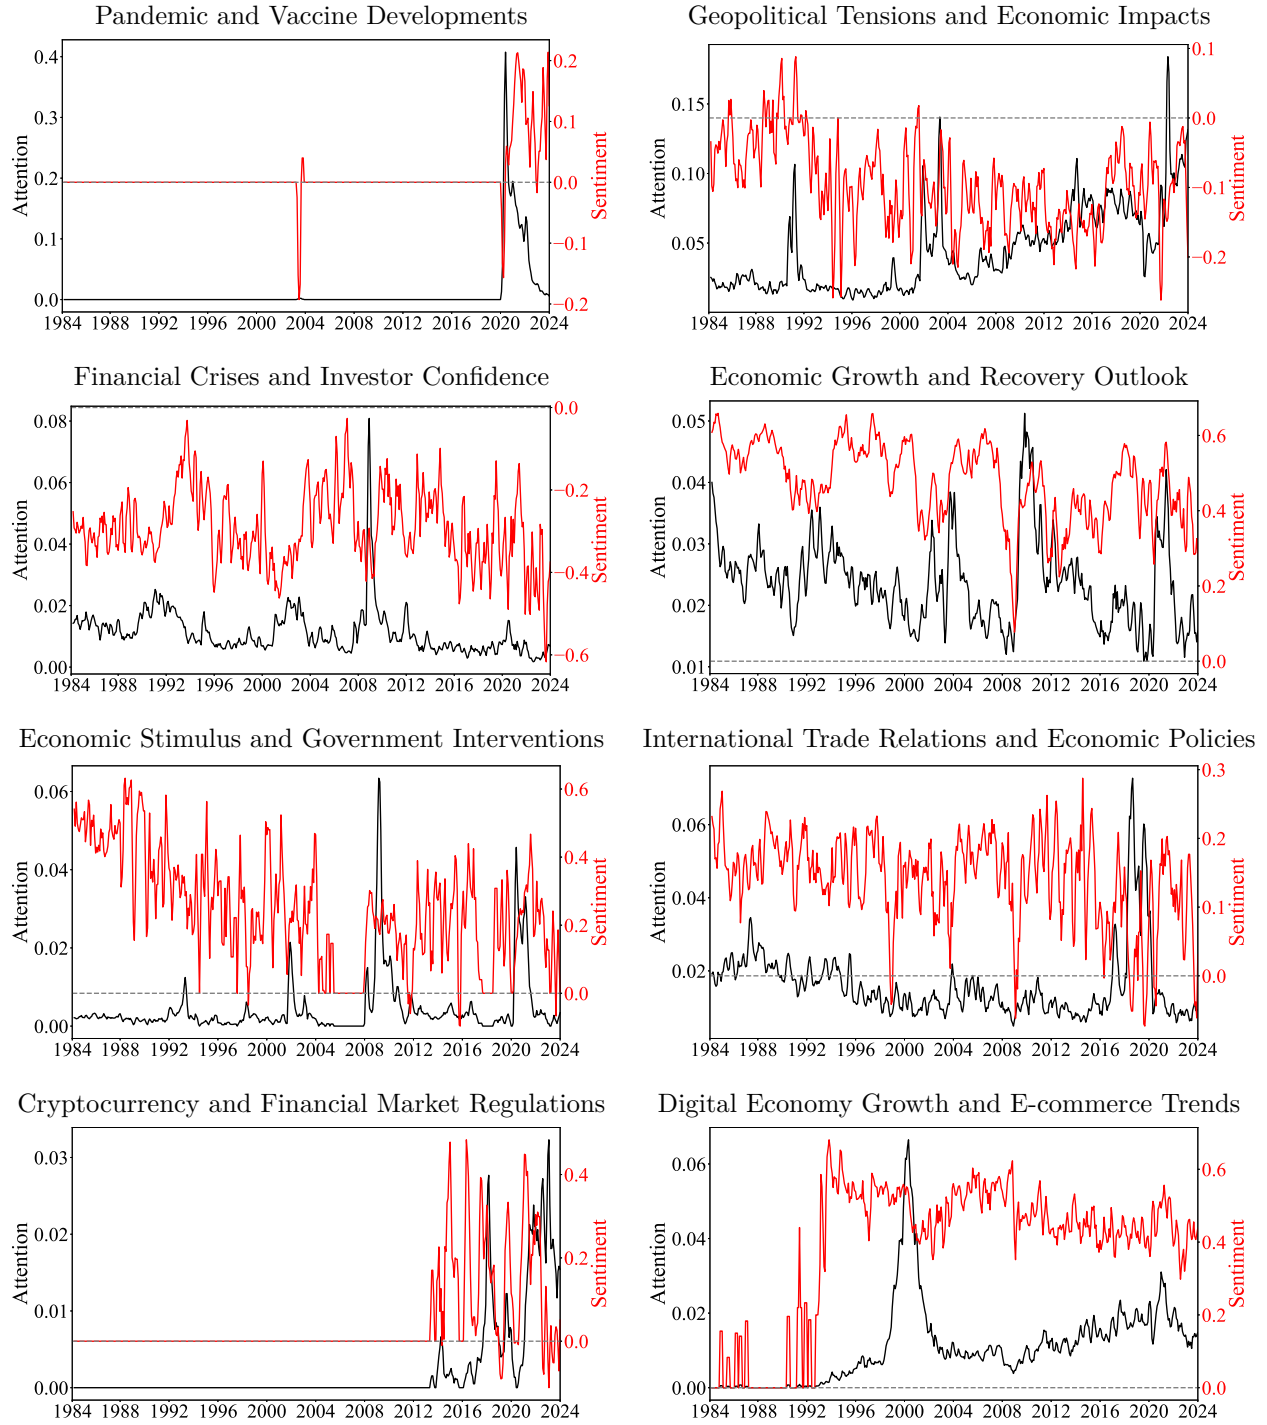 Pandemic and Vaccine Developments
0.4
0.3
0.2
0.1
0.0
Attention
0.2
0.1
0.0
−0.1
−0.2
Sentiment
1984 1988 1992 1996 2000 2004 2008 2012 2016 2020 2024
Geopolitical Tensions and Economic Impacts
0.15
0.10
0.05
Attention
0.1
0.0
−0.1
−0.2
Sentiment
1984 1988 1992 1996 2000 2004 2008 2012 2016 2020 2024
Financial Crises and Investor Confidence
0.08
0.06
0.04
0.02
0.00
Attention
0.0
−0.2
−0.4
−0.6
Sentiment
1984 1988 1992 1996 2000 2004 2008 2012 2016 2020 2024
Economic Growth and Recovery Outlook
0.05
0.04
0.03
0.02
0.01
Attention
0.6
0.4
0.2
0.0
Sentiment
1984 1988 1992 1996 2000 2004 2008 2012 2016 2020 2024
Economic Stimulus and Government Interventions
0.06
0.04
0.02
0.00
Attention
0.6
0.4
0.2
0.0
Sentiment
1984 1988 1992 1996 2000 2004 2008 2012 2016 2020 2024
International Trade Relations and Economic Policies
0.06
0.04
0.02
Attention
0.3
0.2
0.1
0.0
Sentiment
1984 1988 1992 1996 2000 2004 2008 2012 2016 2020 2024
Cryptocurrency and Financial Market Regulations
0.03
0.02
0.01
0.00
Attention
0.4
0.2
0.0
Sentiment
1984 1988 1992 1996 2000 2004 2008 2012 2016 2020 2024
Digital Economy Growth and E-commerce Trends
0.06
0.04
0.02
0.00
Attention
0.6
0.4
0.2
0.0
Sentiment
1984 1988 1992 1996 2000 2004 2008 2012 2016 2020 2024